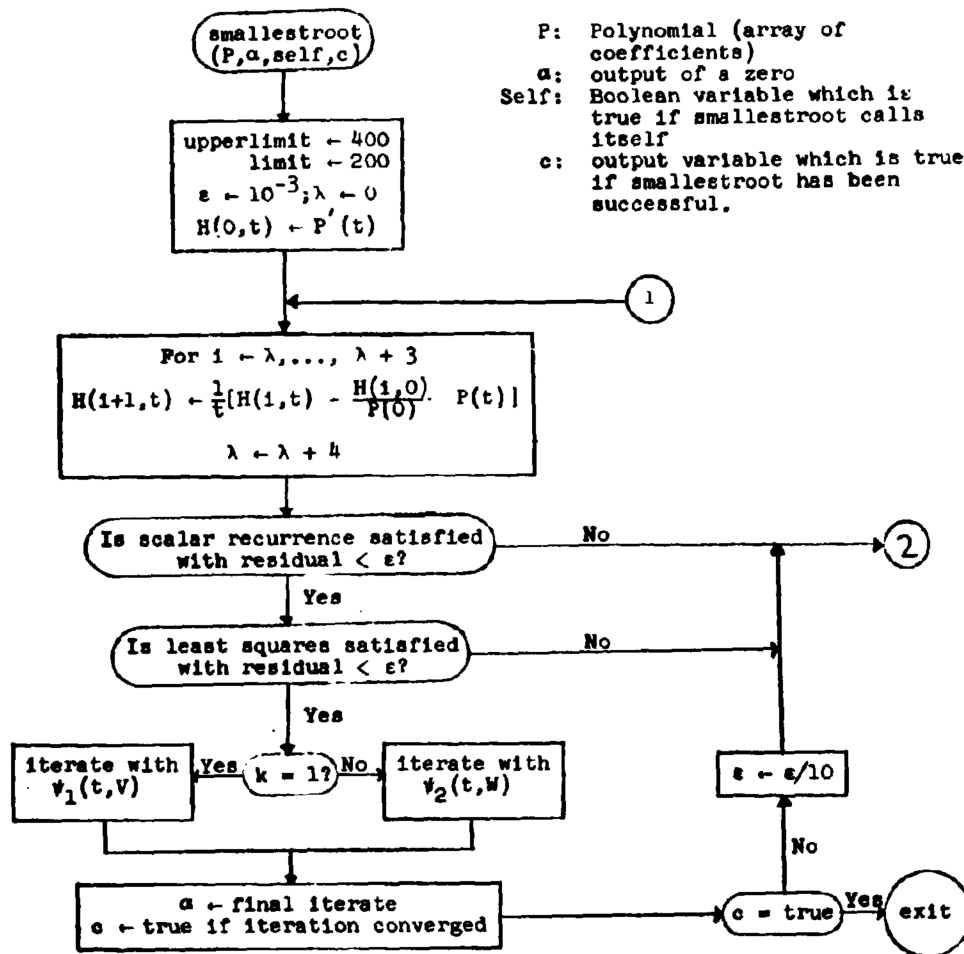 smallestroot
(P,α,self,c)
P: Polynomial (array of
coefficients)
α: output of a zero
Self: Boolean variable which is
true if smallestroot calls
itself
c: output variable which is true
if smallestroot has been
successful.
upperlimit ← 400
limit ← 200
ε ← 10⁻³;λ ← 0
H(0,t) ← P'(t)
1
For i ← λ,..., λ + 3
H(i+1,t) ← 1/t[H(i,t) - H(i,0)/P(0) · P(t)]
λ ← λ + 4
Is scalar recurrence satisfied
with residual < ε?
No
2
Yes
Is least squares satisfied
with residual < ε?
No
Yes
iterate with
ψ₁(t,V)
Yes
k = 1?
No
iterate with
ψ₂(t,W)
ε ← ε/10
No
α ← final iterate
c ← true if iteration converged
c = true
Yes
exit